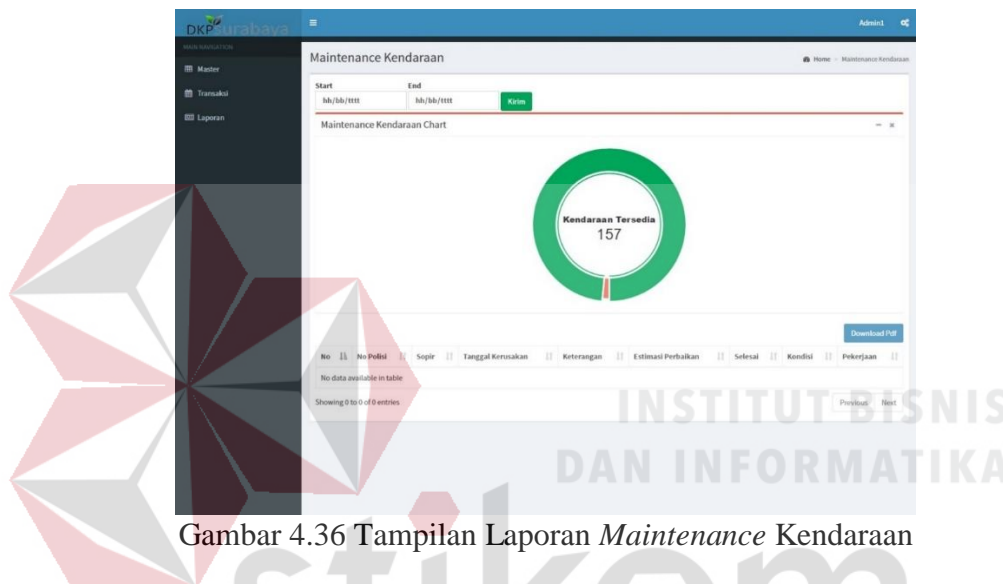 DKPSurabaya
Admin1
MAIN NAVIGATION
Master
Transaksi
Laporan
Maintenance Kendaraan
Home > Maintenance Kendaraan
Start End
hh/bb/tttt hh/bb/tttt Kirim
Maintenance Kendaraan Chart
Kendaraan Tersedia
157
Download Pdf
No No Polisi Sopir Tanggal Kerusakan Keterangan Estimasi Perbaikan Selesai Kondisi Pekerjaan
No data available in table
Showing 0 to 0 of 0 entries
Previous Next
INSTITUT BISNIS
DAN INFORMATIKA
Gambar 4.36 Tampilan Laporan Maintenance Kendaraan
stikom